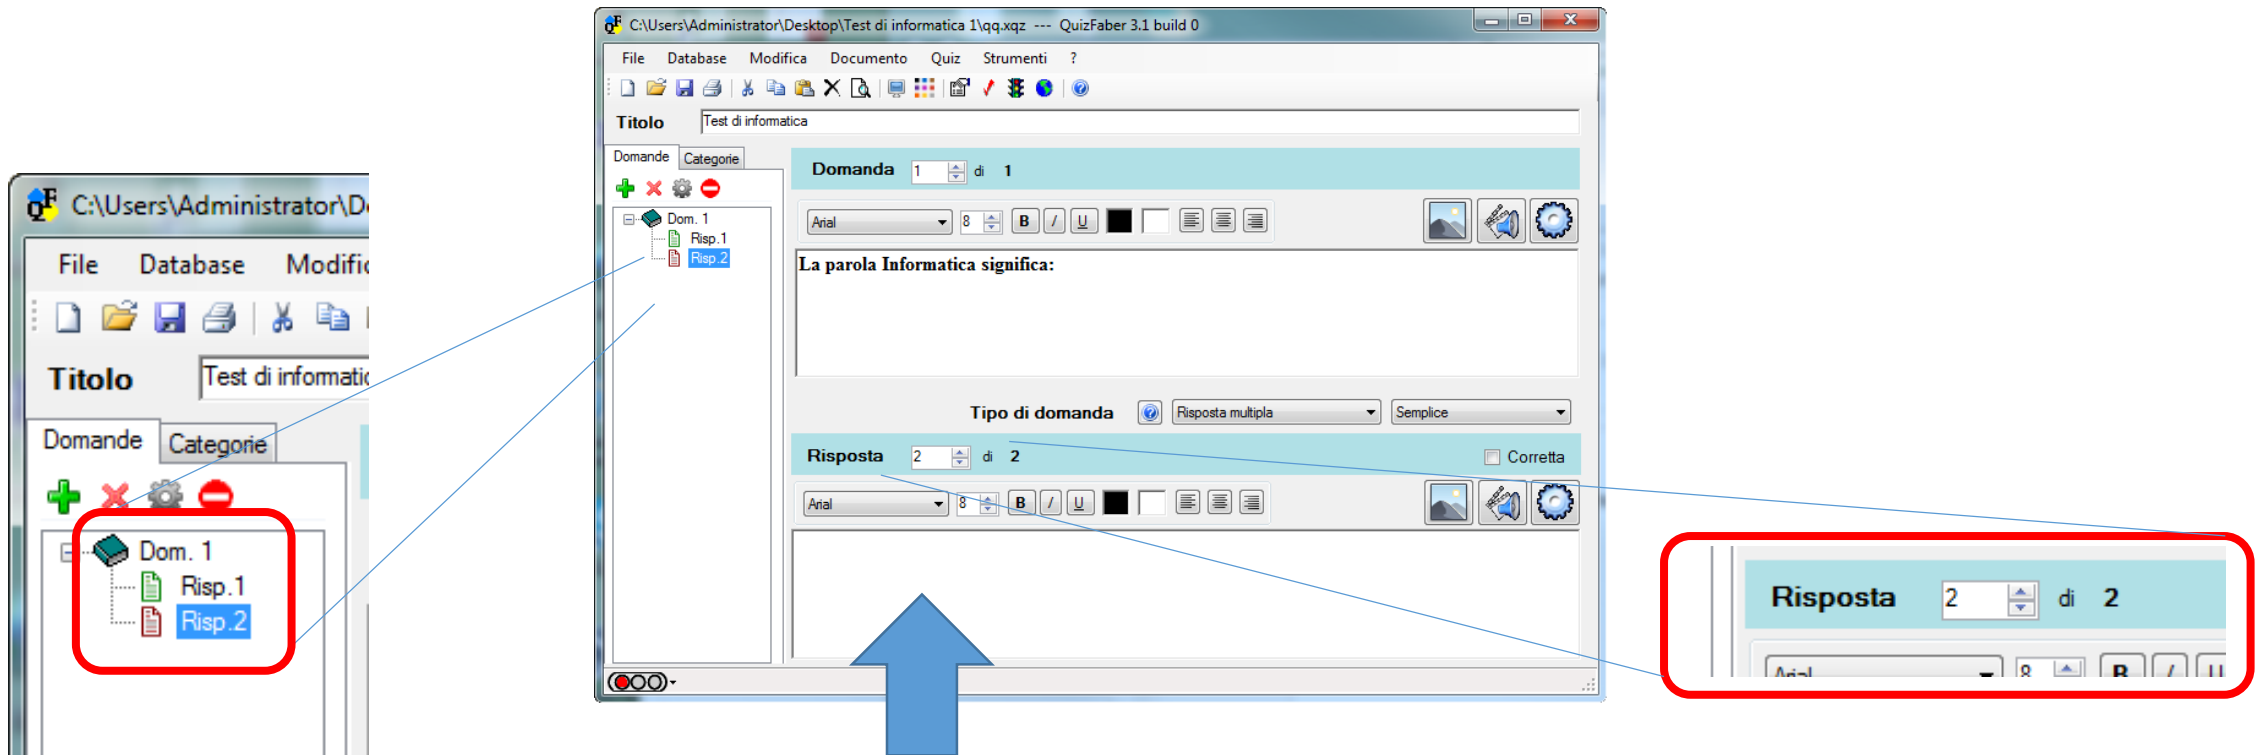 C:\Users\Administrator\Desktop\Test di informatica 1\qq.xqz --- QuizFaber 3.1 build 0
File Database Modifica Documento Quiz Strumenti ?
Titolo Test di informatica
Domande Categorie
Domanda 1 di 1
Dom. 1
Risp.1
Risp.2
Arial 8 B I U
La parola Informatica significa:
Tipo di domanda Risposta multipla Semplice
Risposta 2 di 2 Corretta
Arial 8 B I U
C:\Users\Administrator\D
File Database Modific
Titolo Test di informatic
Domande Categorie
Dom. 1
Risp.1
Risp.2
Risposta 2 di 2
Arial 8 B I U